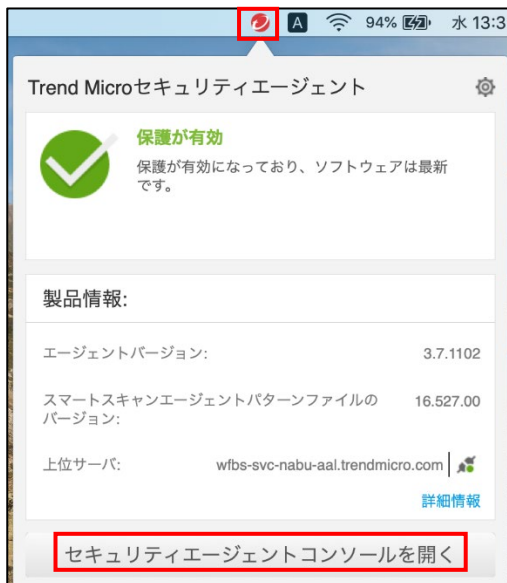 A 94% 水 13:3
Trend Microセキュリティエージェント
保護が有効
保護が有効になっており、ソフトウェアは最新
です。
製品情報:
エージェントバージョン: 3.7.1102
スマートスキャンエージェントパターンファイルの 16.527.00
バージョン:
上位サーバ: wfbs-svc-nabu-aal.trendmicro.com
詳細情報
セキュリティエージェントコンソールを開く